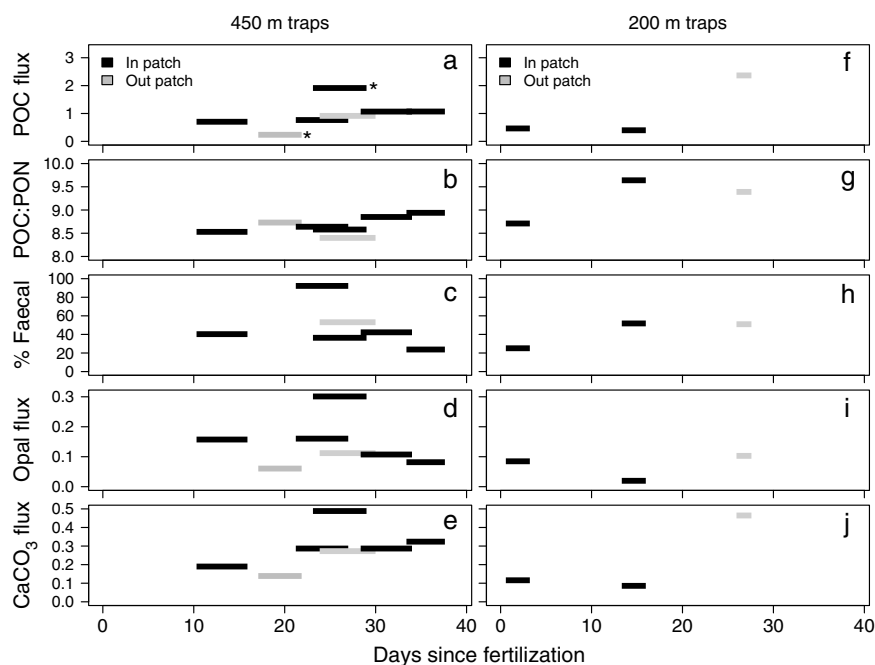 450 m traps
200 m traps
POC flux
3
2
1
0
In patch
Out patch
*
*
a
In patch
Out patch
f
POC:PON
10.0
9.5
9.0
8.5
8.0
b
g
% Faecal
100
80
60
40
20
0
c
h
Opal flux
0.3
0.2
0.1
0.0
d
i
CaCO3 flux
0.5
0.4
0.3
0.2
0.1
0.0
e
j
0 10 20 30 40
0 10 20 30 40
Days since fertilization